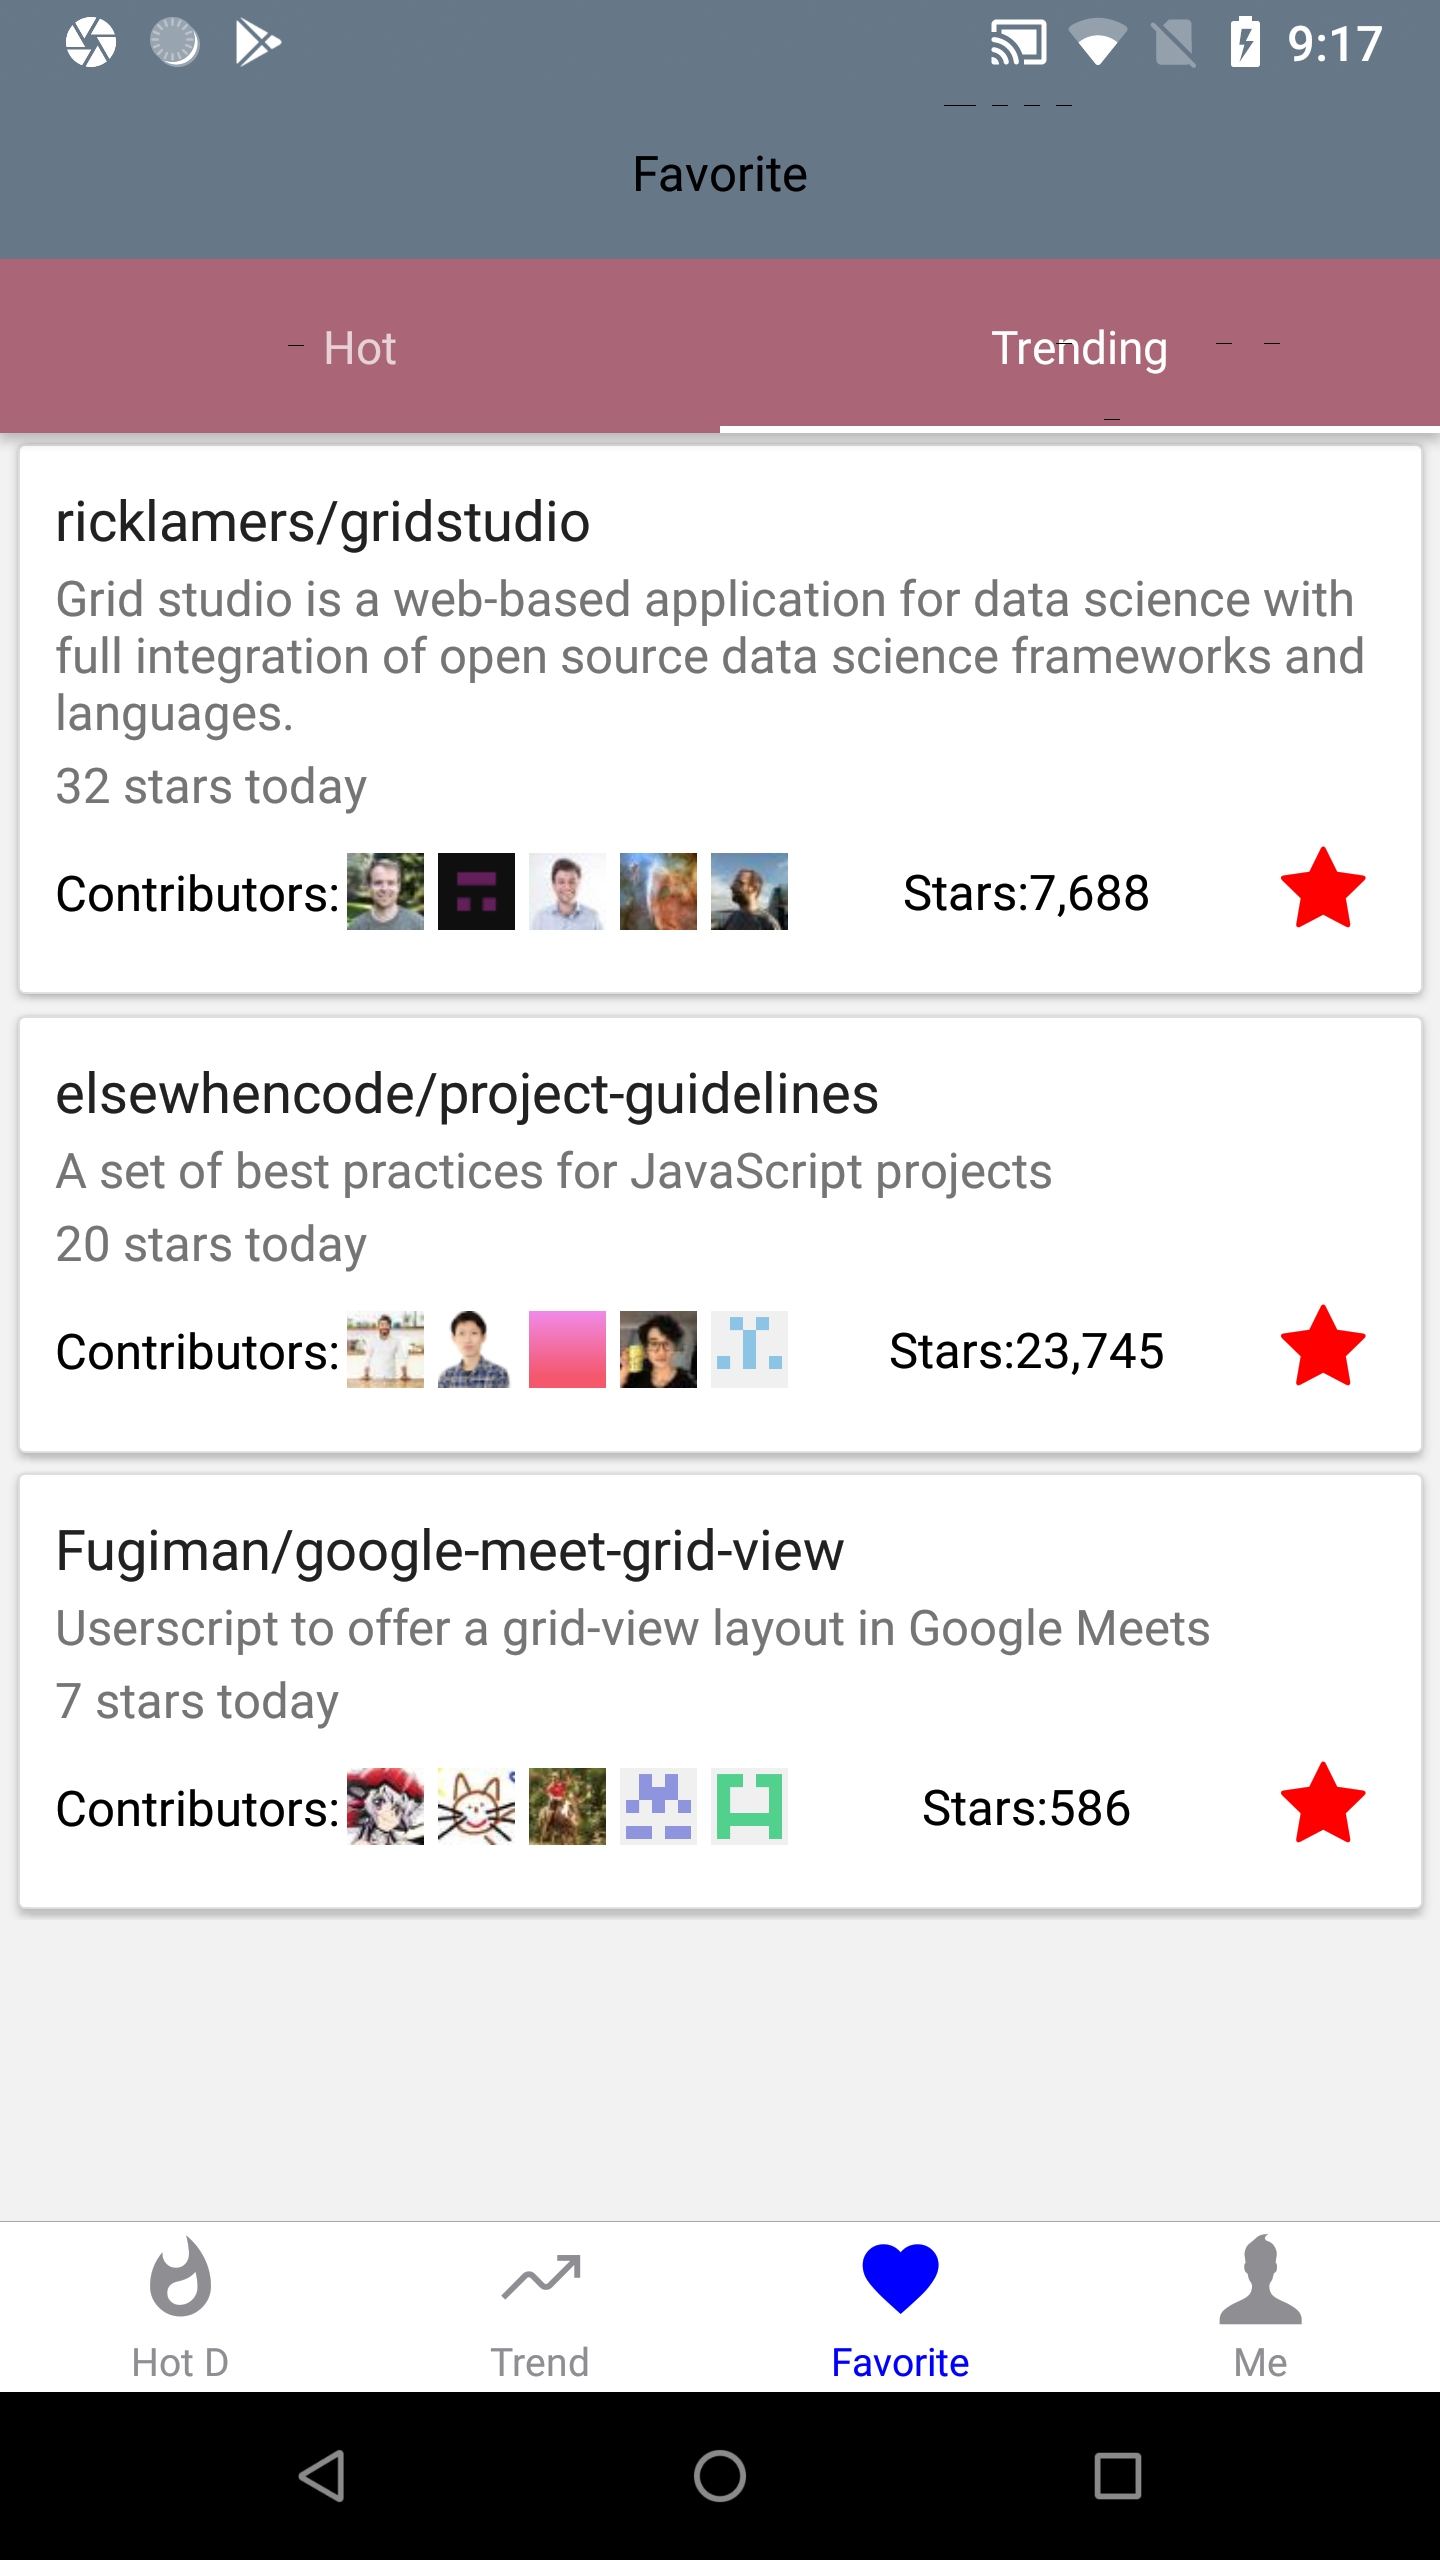 9:17
Favorite
Hot
Trending
ricklamers/gridstudio
Grid studio is a web-based application for data science with
full integration of open source data science frameworks and
languages.
32 stars today
Contributors:
Stars:7,688
elsewhencode/project-guidelines
A set of best practices for JavaScript projects
20 stars today
Contributors:
Stars:23,745
Fugiman/google-meet-grid-view
Userscript to offer a grid-view layout in Google Meets
7 stars today
Contributors:
Stars:586
Hot D
Trend
Favorite
Me